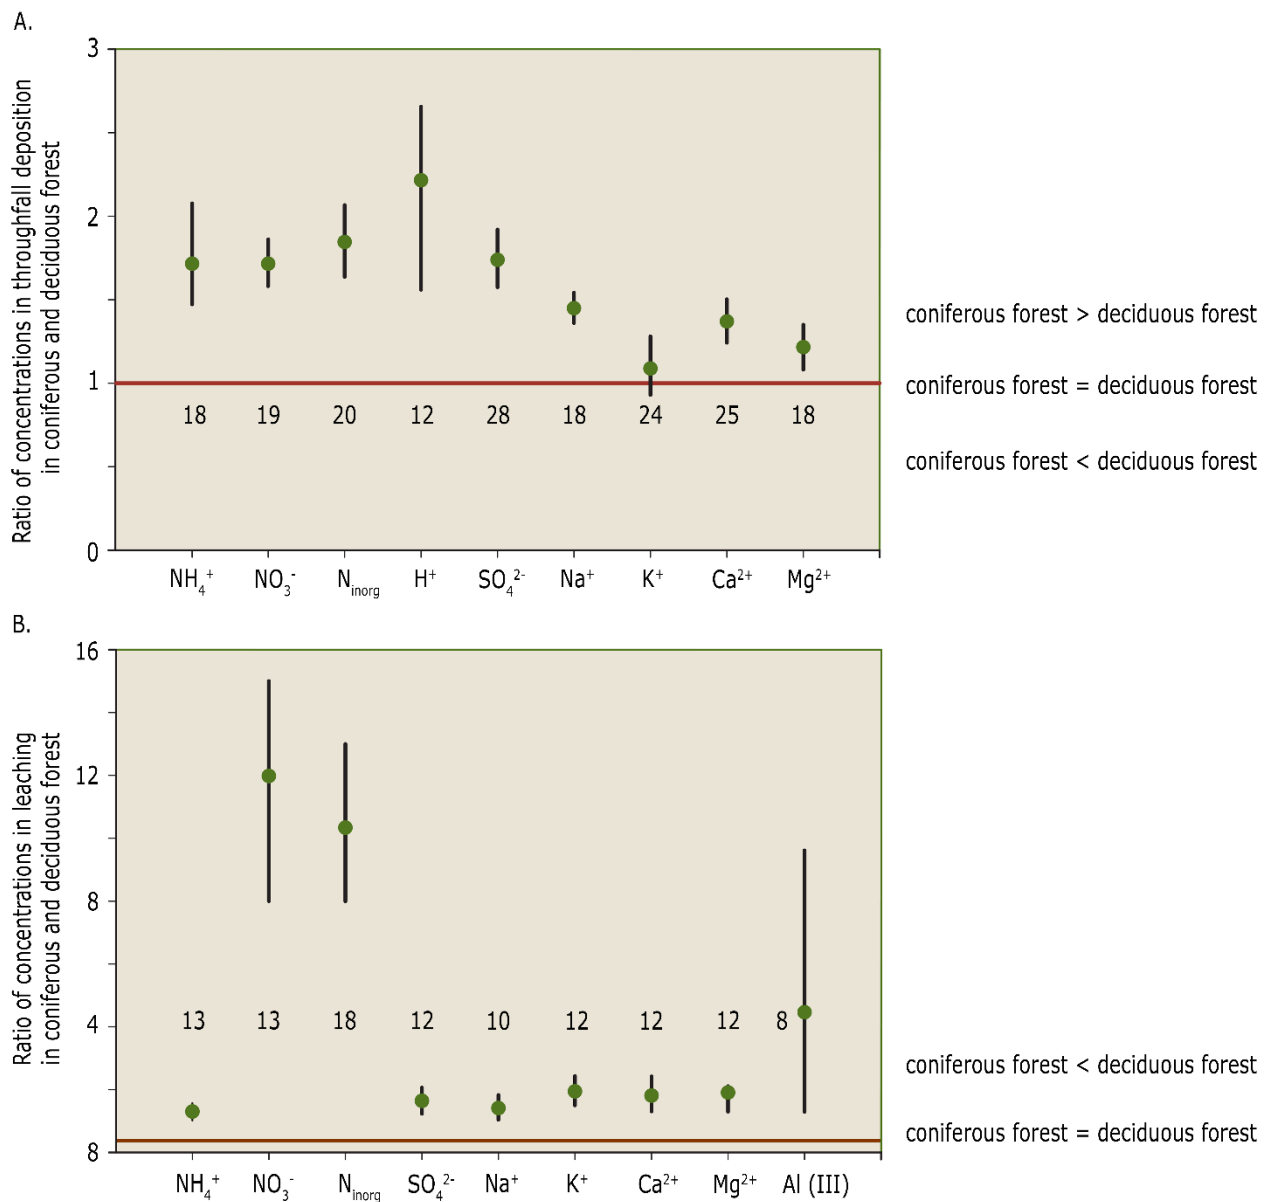 A.
3
2
1
0
Ratio of concentrations in throughfall deposition
in coniferous and deciduous forest
18 19 20 12 28 18 24 25 18
NH₄⁺ NO₃⁻ N inorg H⁺ SO₄²⁻ Na⁺ K⁺ Ca²⁺ Mg²⁺
coniferous forest > deciduous forest
coniferous forest = deciduous forest
coniferous forest < deciduous forest
B.
16
12
8
4
8
Ratio of concentrations in leaching
in coniferous and deciduous forest
13 13 18 12 10 12 12 12 8
NH₄⁺ NO₃⁻ N inorg SO₄²⁻ Na⁺ K⁺ Ca²⁺ Mg²⁺ Al (III)
coniferous forest < deciduous forest
coniferous forest = deciduous forest